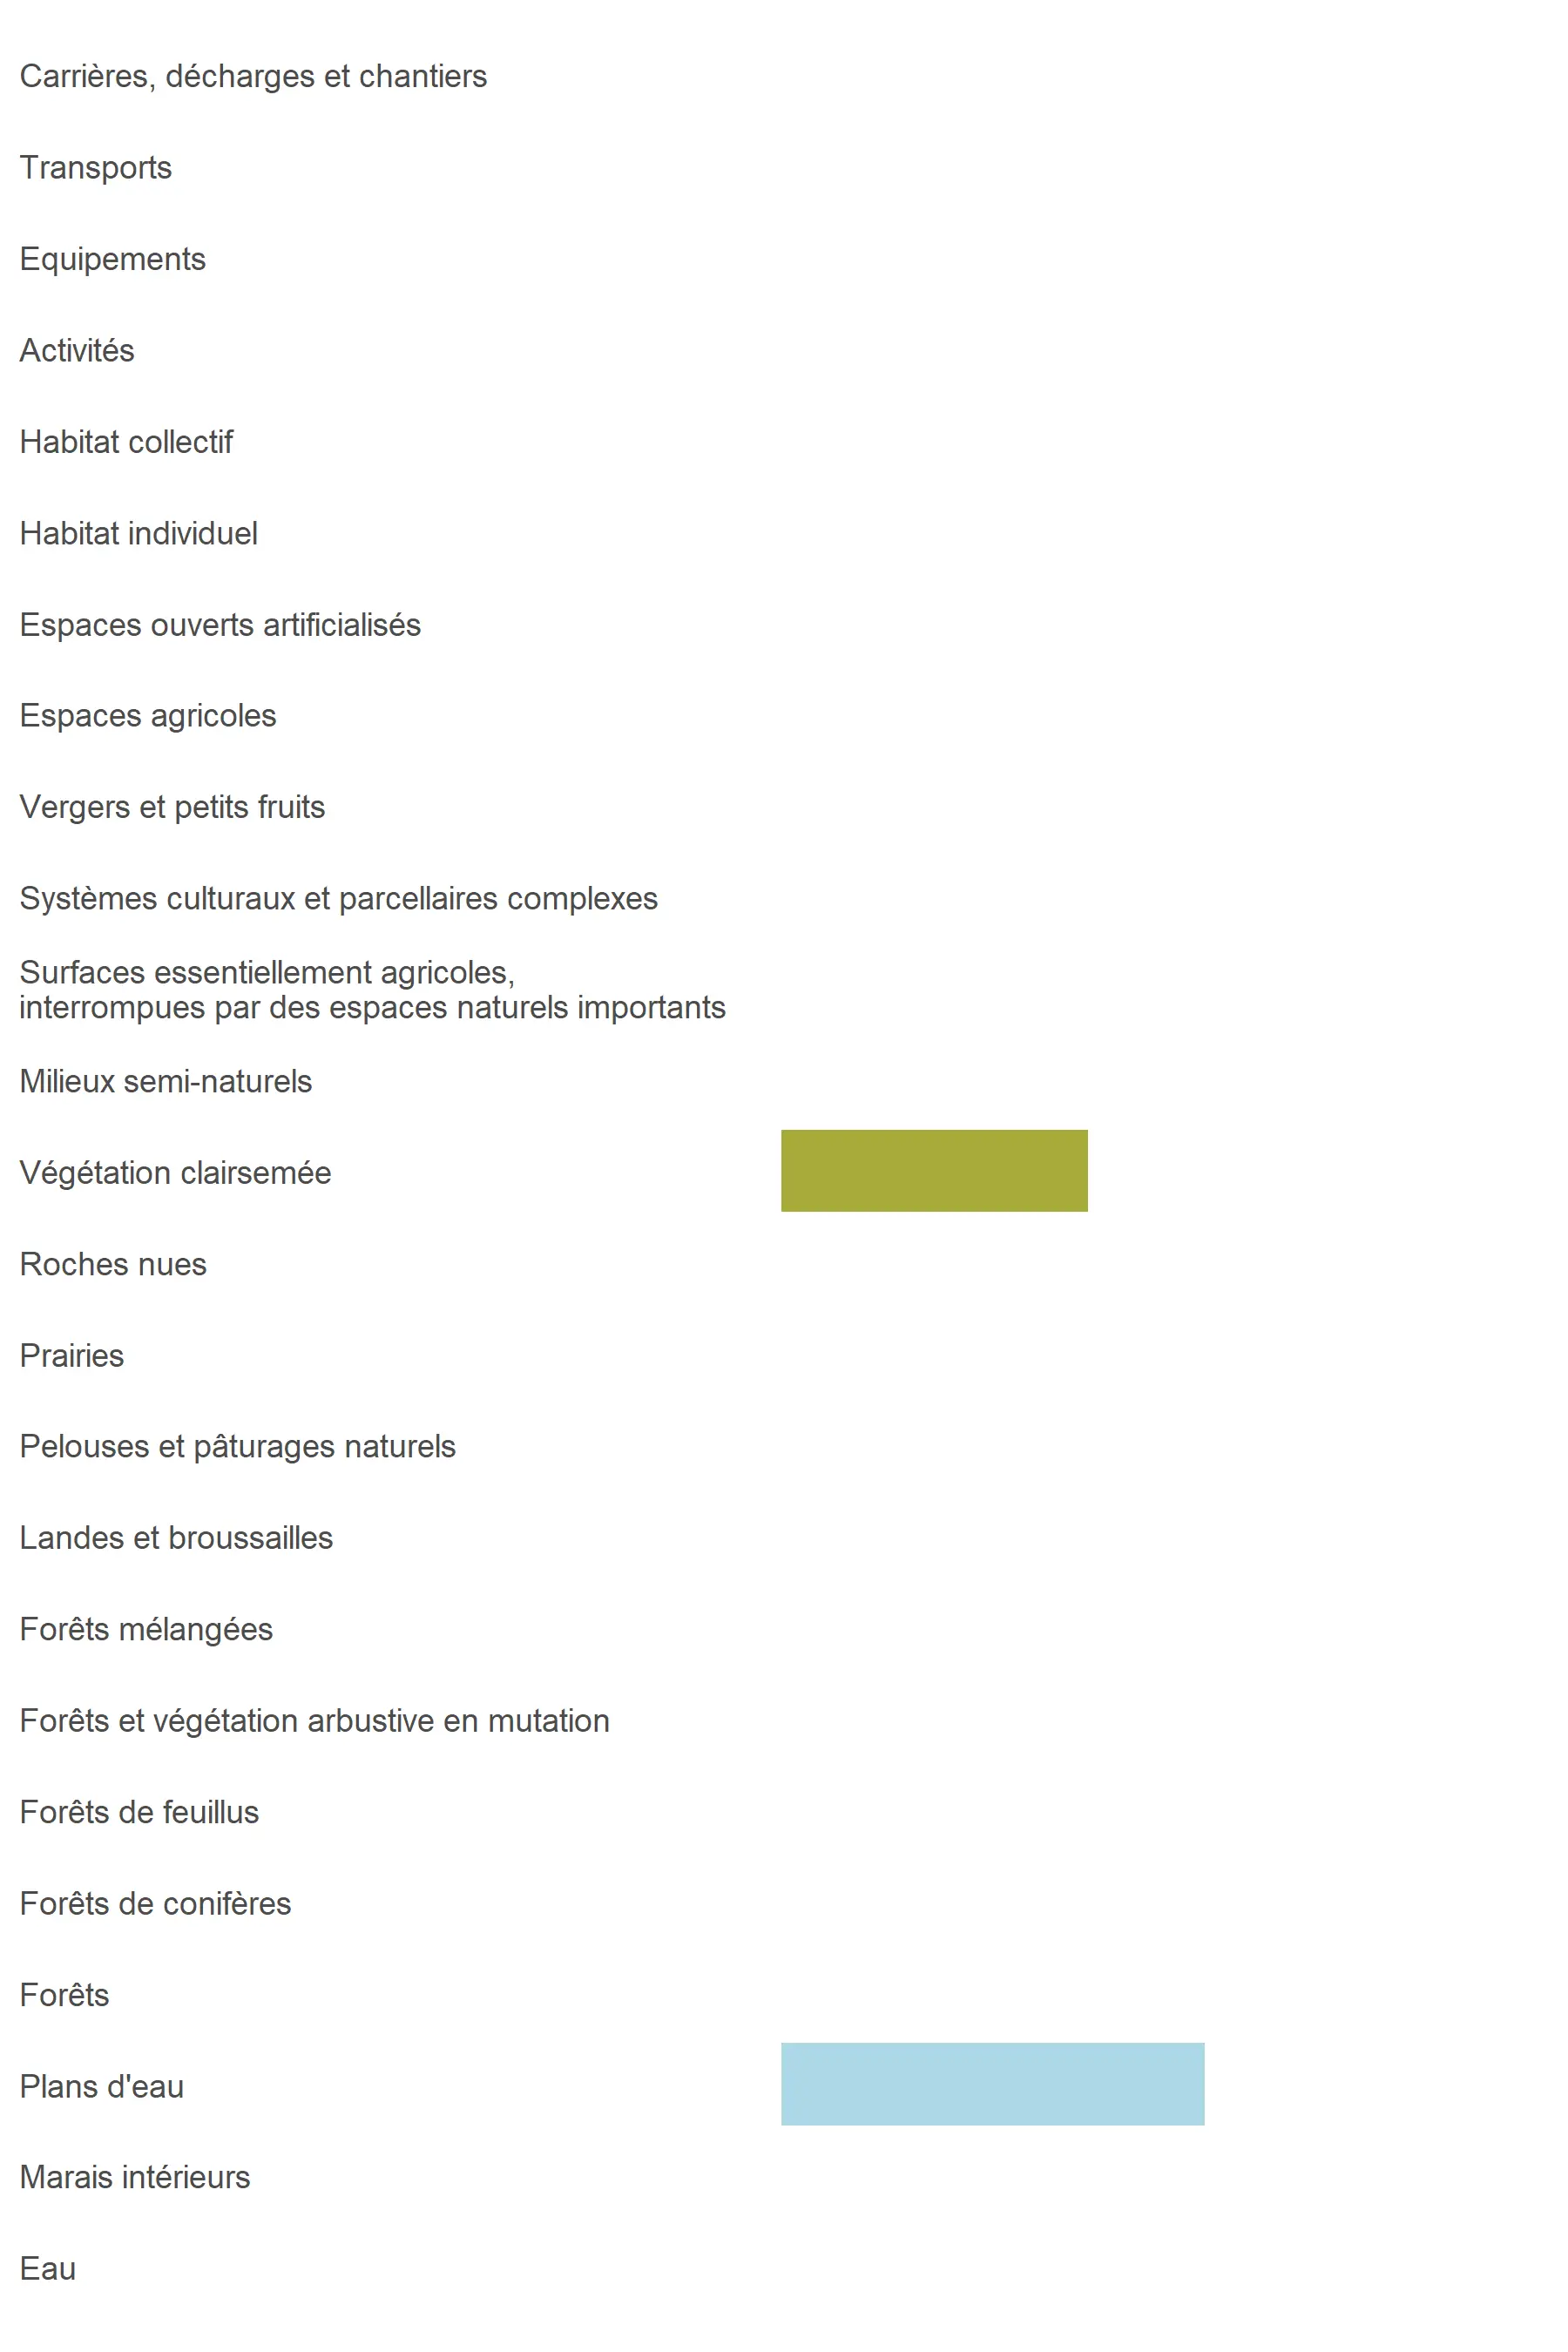 Carrières, décharges et chantiers
Transports
Equipements
Activités
Habitat collectif
Habitat individuel
Espaces ouverts artificialisés
Espaces agricoles
Vergers et petits fruits
Systèmes culturaux et parcellaires complexes
Surfaces essentiellement agricoles,
interrompues par des espaces naturels importants
Milieux semi-naturels
Végétation clairsemée
Roches nues
Prairies
Pelouses et pâturages naturels
Landes et broussailles
Forêts mélangées
Forêts et végétation arbustive en mutation
Forêts de feuillus
Forêts de conifères
Forêts
Plans d'eau
Marais intérieurs
Eau